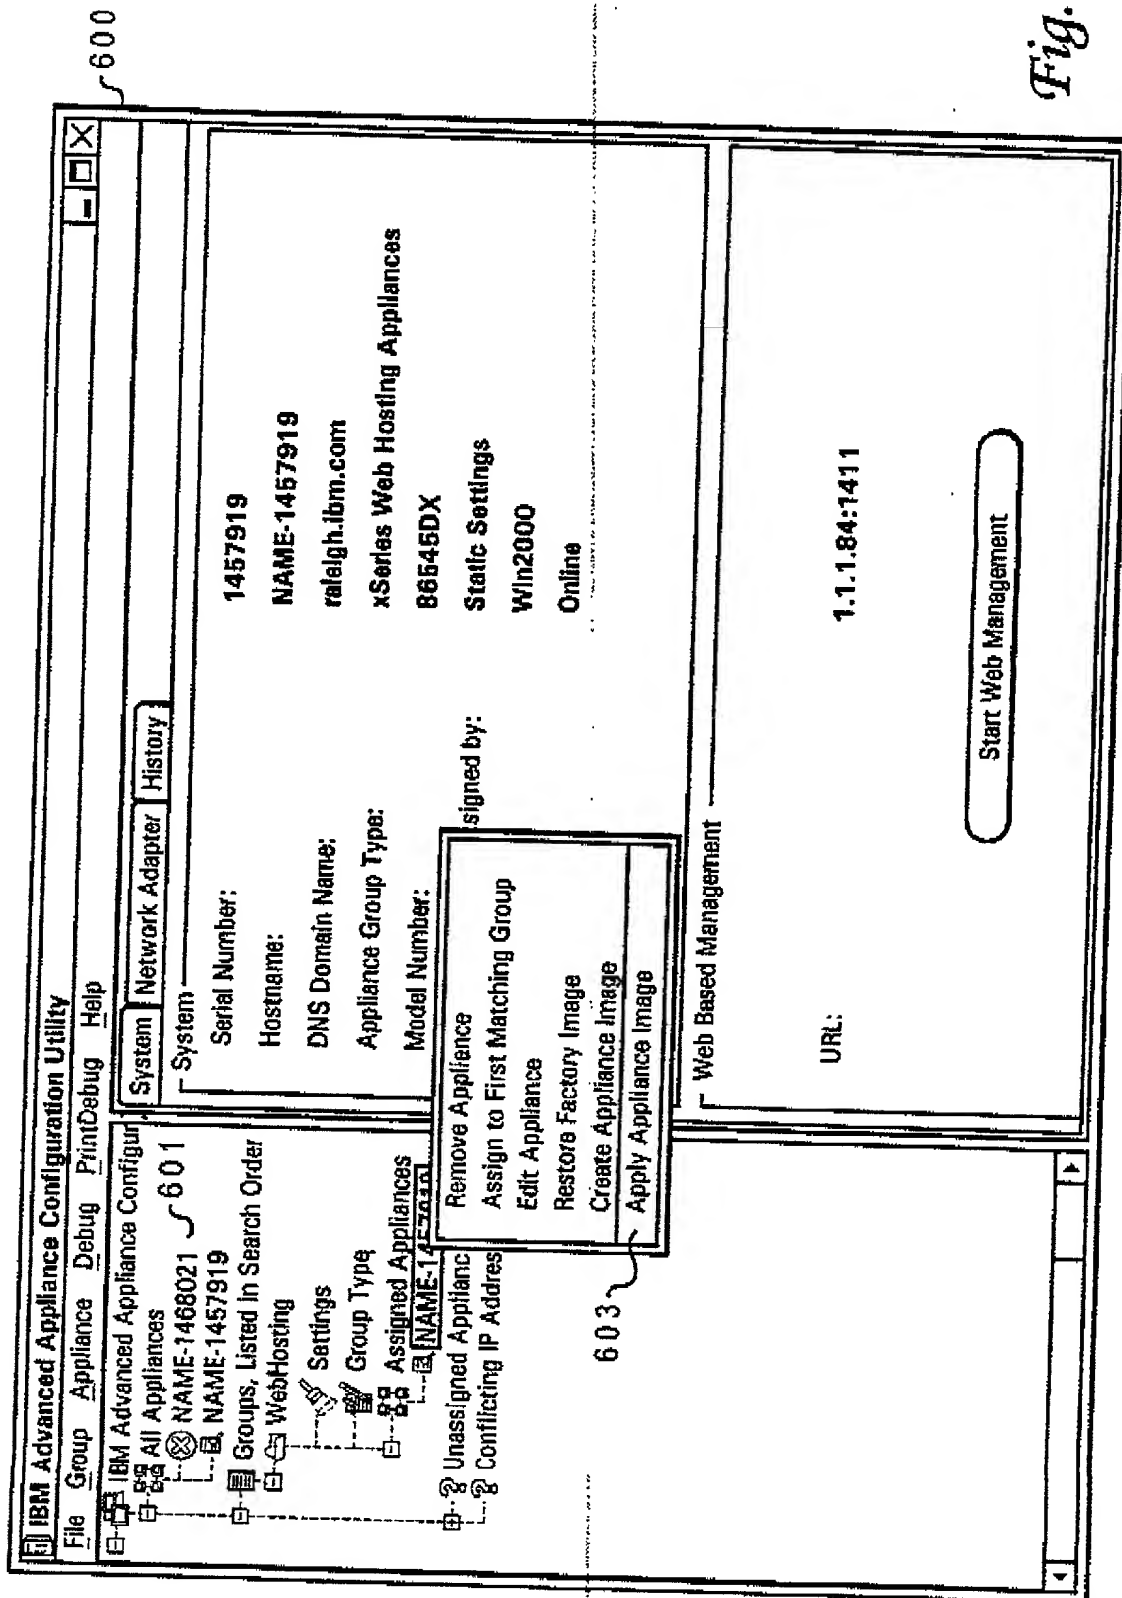 600
IBM Advanced Appliance Configuration Utility
File Group Appliance Debug PrintDebug Help
IBM Advanced Appliance Configur
All Appliances
NAME-1468021 601
NAME-1457919
Groups, Listed in Search Order
WebHosting
Settings
Group Type
Assigned Appliances
NAME-1457919
Unassigned Applianc
Conflicting IP Addres
System Network Adapter History
System
Serial Number: 1457919
Hostname: NAME-1457919
DNS Domain Name: raleigh.ibm.com
Appliance Group Type: xSeries Web Hosting Appliances
Model Number: 86545DX
signed by: Static Settings
Win2000
Online
Remove Appliance
Assign to First Matching Group
Edit Appliance
Restore Factory Image
Create Appliance Image
603 Apply Appliance Image
Web Based Management
URL: 1.1.1.84:1411
Start Web Management
Fig.